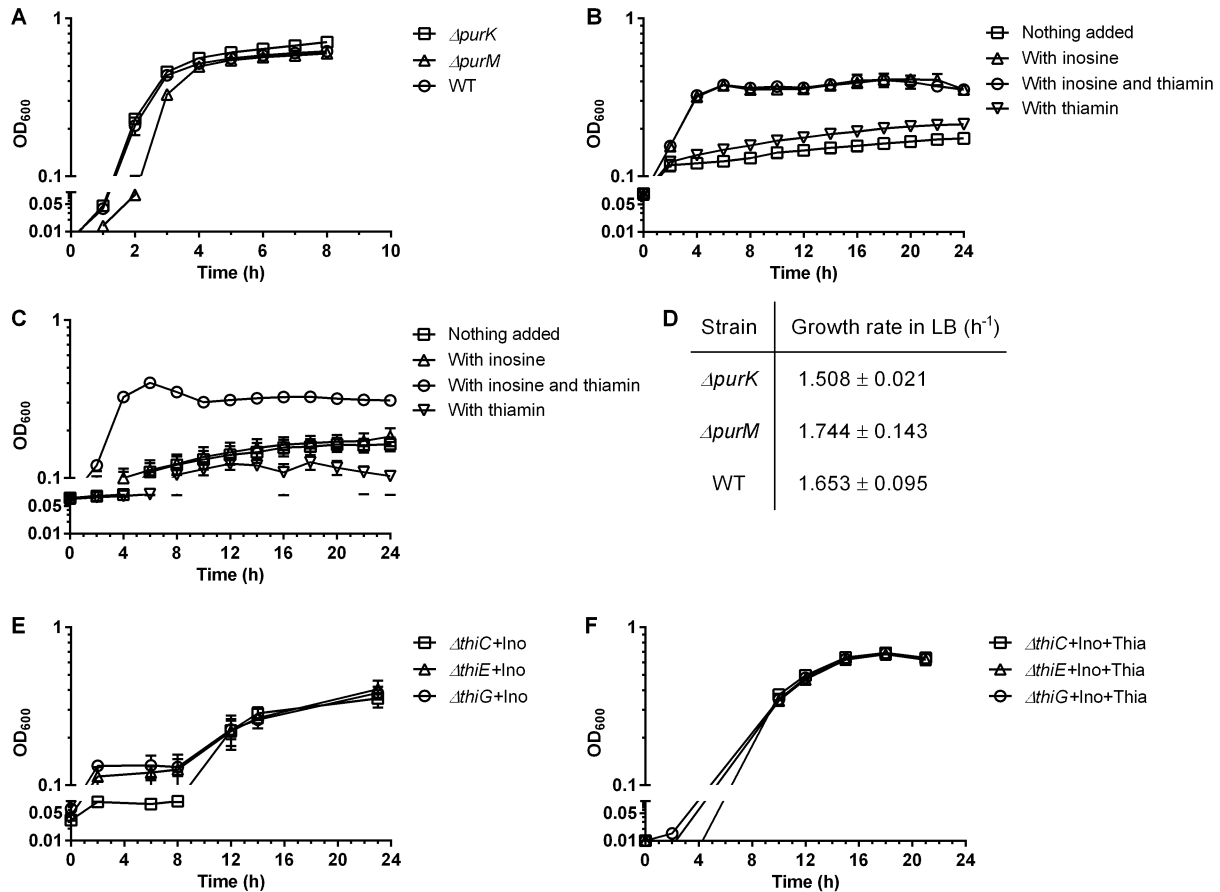 A
OD600
1
0.1
0.05
0.01
0 2 4 6 8 10
Time (h)
ΔpurK
ΔpurM
WT
B
OD600
1
0.1
0.05
0.01
0 4 8 12 16 20 24
Time (h)
Nothing added
With inosine
With inosine and thiamin
With thiamin
C
OD600
1
0.1
0.05
0.01
0 4 8 12 16 20 24
Time (h)
Nothing added
With inosine
With inosine and thiamin
With thiamin
D
Strain Growth rate in LB (h-1)
ΔpurK 1.508 ± 0.021
ΔpurM 1.744 ± 0.143
WT 1.653 ± 0.095
E
OD600
1
0.1
0.05
0.01
0 4 8 12 16 20 24
Time (h)
ΔthiC+Ino
ΔthiE+Ino
ΔthiG+Ino
F
OD600
1
0.1
0.05
0.01
0 4 8 12 16 20 24
Time (h)
ΔthiC+Ino+Thia
ΔthiE+Ino+Thia
ΔthiG+Ino+Thia